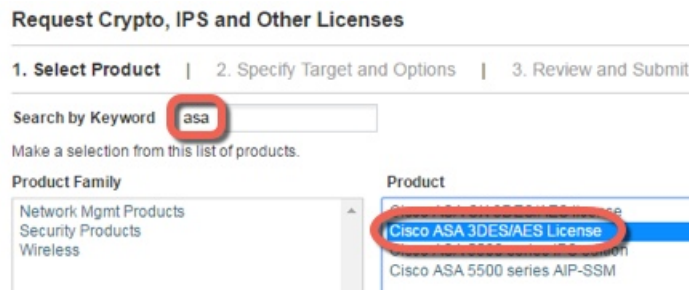 Request Crypto, IPS and Other Licenses
1. Select Product | 2. Specify Target and Options | 3. Review and Submit
Search by Keyword asa
Make a selection from this list of products.
Product Family
Network Mgmt Products
Security Products
Wireless
Product
Cisco ASA 3DES/AES License
Cisco ASA 5500 series AIP-SSM